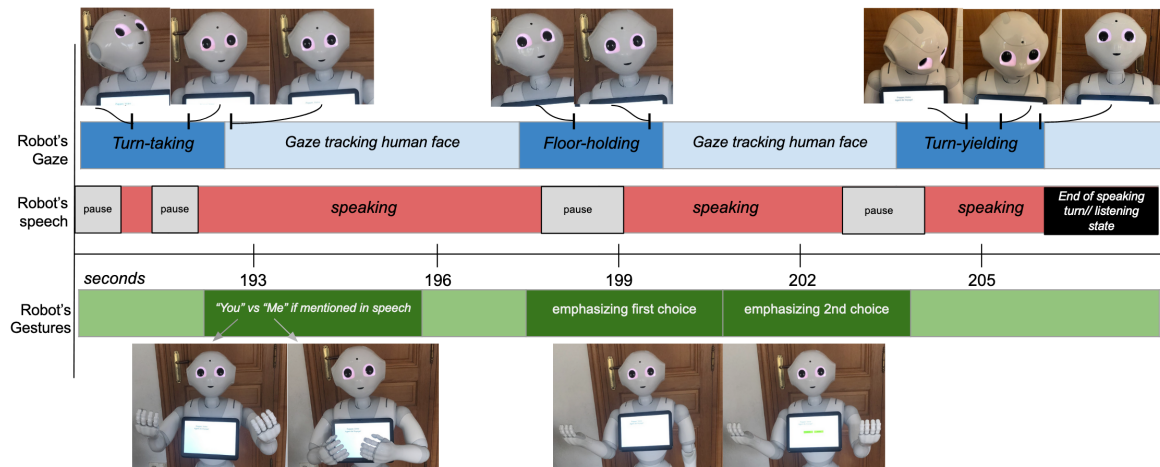 Robot's
Gaze
Turn-taking
Gaze tracking human face
Floor-holding
Gaze tracking human face
Turn-yielding
Robot's
speech
pause
pause
speaking
pause
speaking
pause
speaking
End of speaking
turn// listening
state
seconds
193
196
199
202
205
Robot's
Gestures
"You" vs "Me" if mentioned in speech
emphasizing first choice
emphasizing 2nd choice